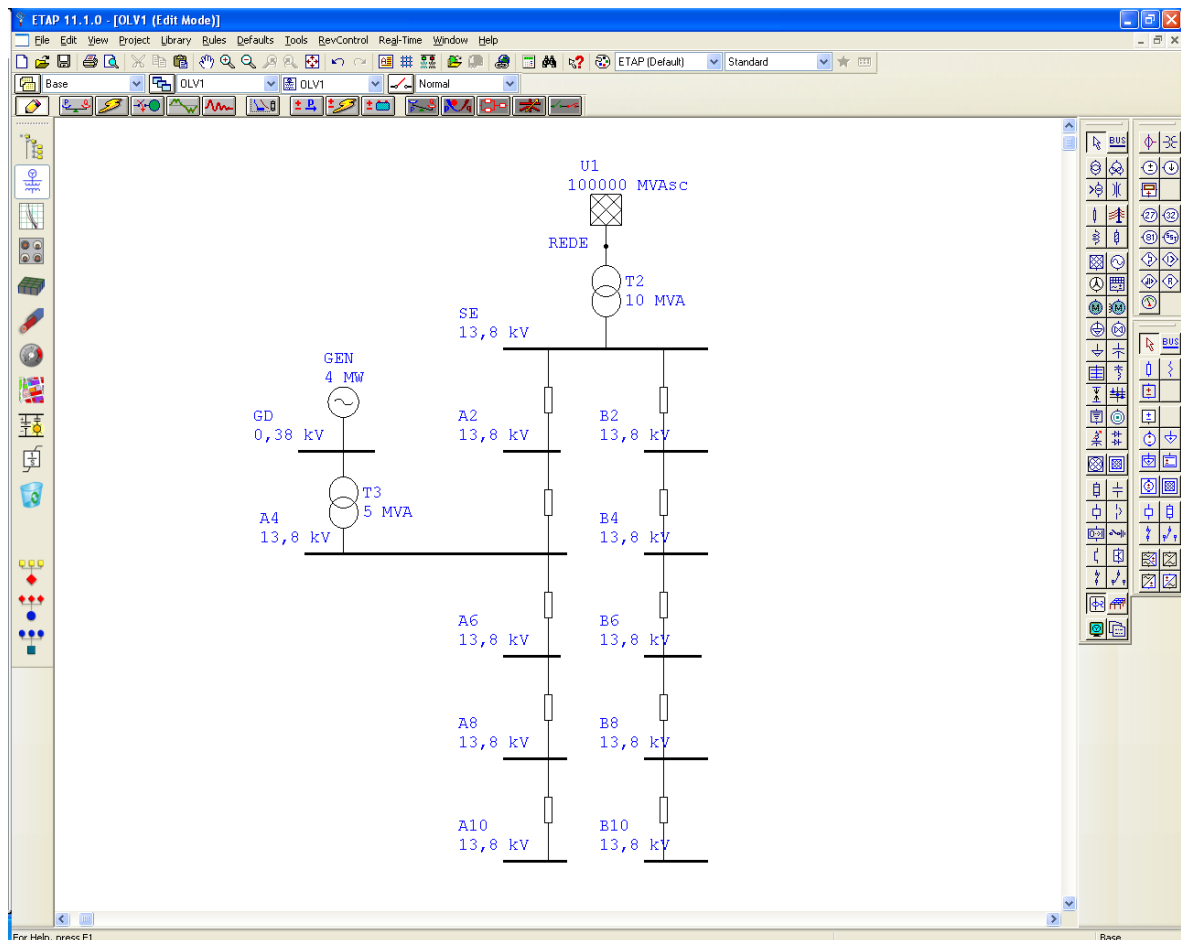 ETAP 11.1.0 - [OLV1 (Edit Mode)]
File Edit View Project Library Rules Defaults Tools RevControl Real-Time Window Help
ETAP (Default) Standard
Base OLV1 OLV1 Normal
U1
100000 MVAsc
REDE
T2
10 MVA
SE
13,8 kV
GEN
4 MW
GD
0,38 kV
A2
13,8 kV
B2
13,8 kV
T3
5 MVA
A4
13,8 kV
B4
13,8 kV
A6
13,8 kV
B6
13,8 kV
A8
13,8 kV
B8
13,8 kV
A10
13,8 kV
B10
13,8 kV
BUS
27 32
81
BUS
For Help, press F1
Base